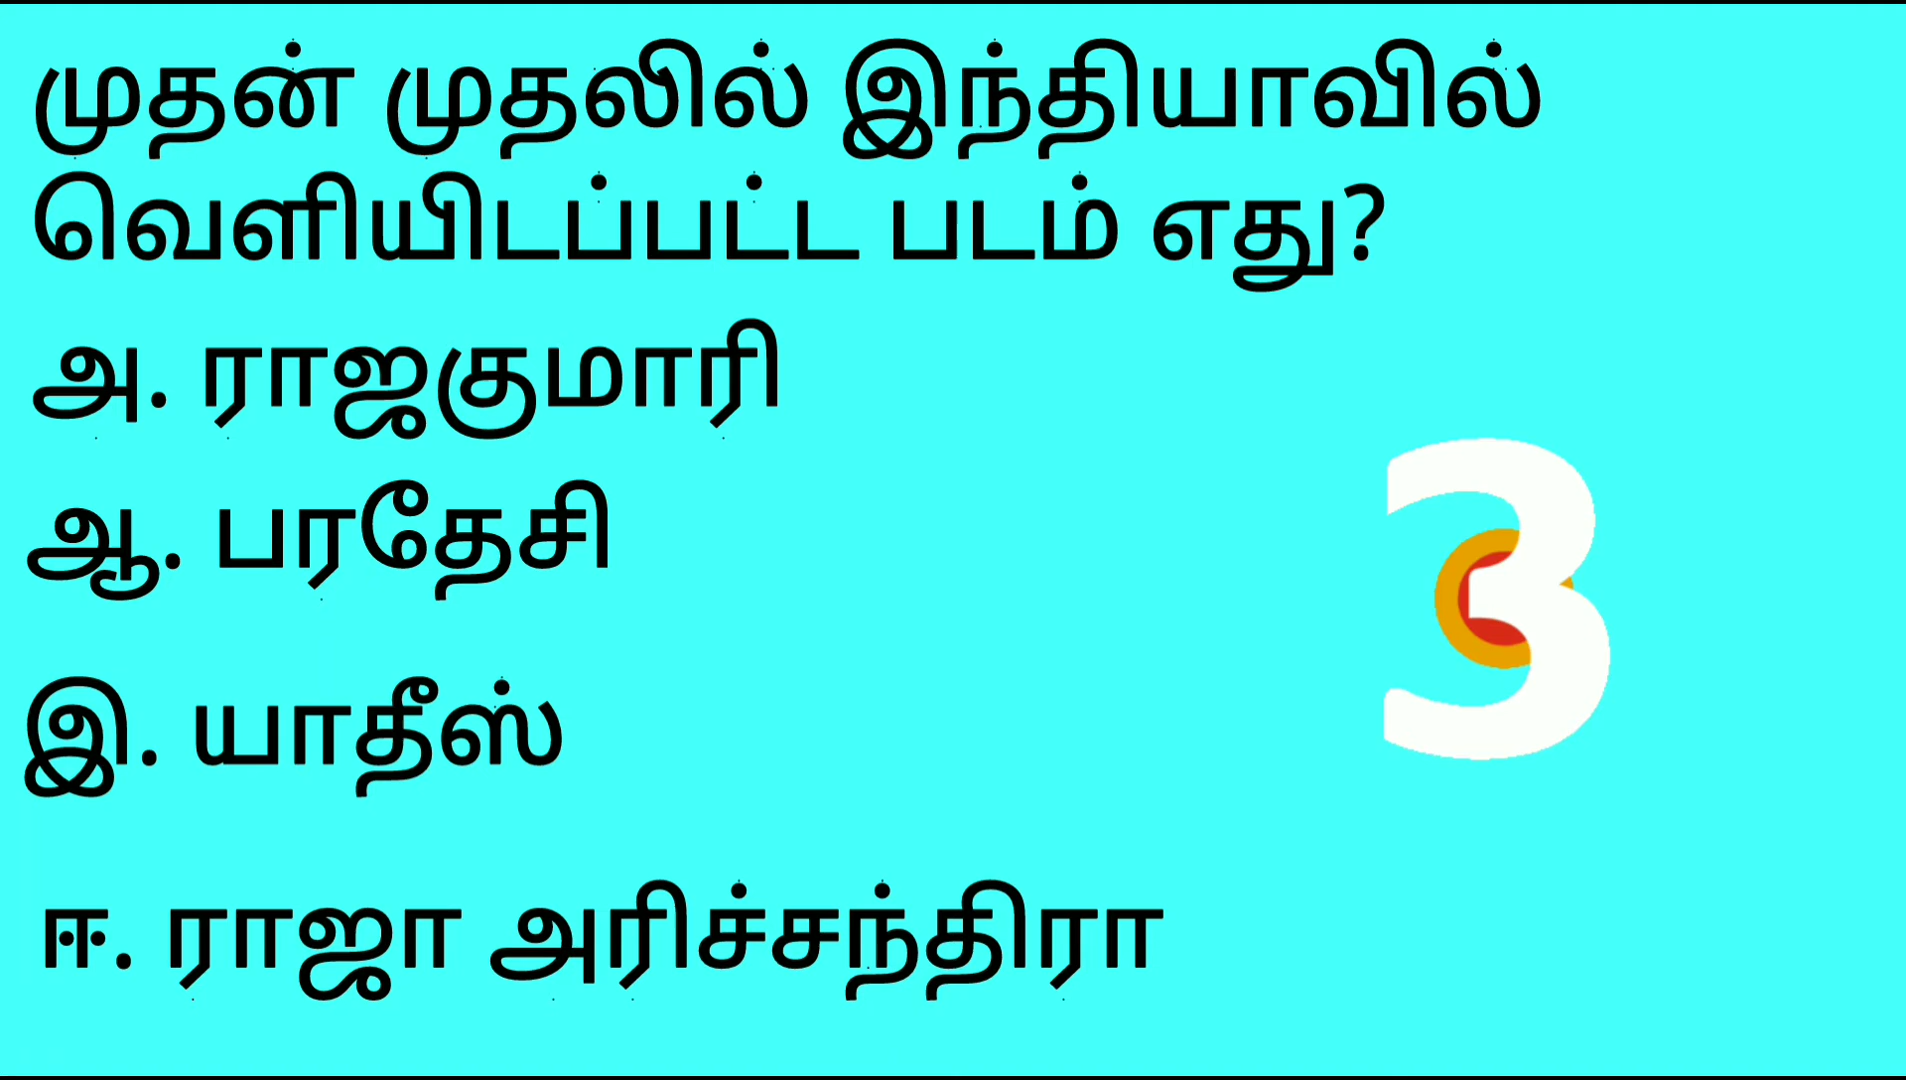 முதன் முதலில் இந்தியாவில்
வெளியிடப்பட்ட படம் எது?
அ. ராஜகுமாரி
ஆ. பரதேசி
3
இ. யாதீஸ்
ஈ. ராஜா அரிச்சந்திரா